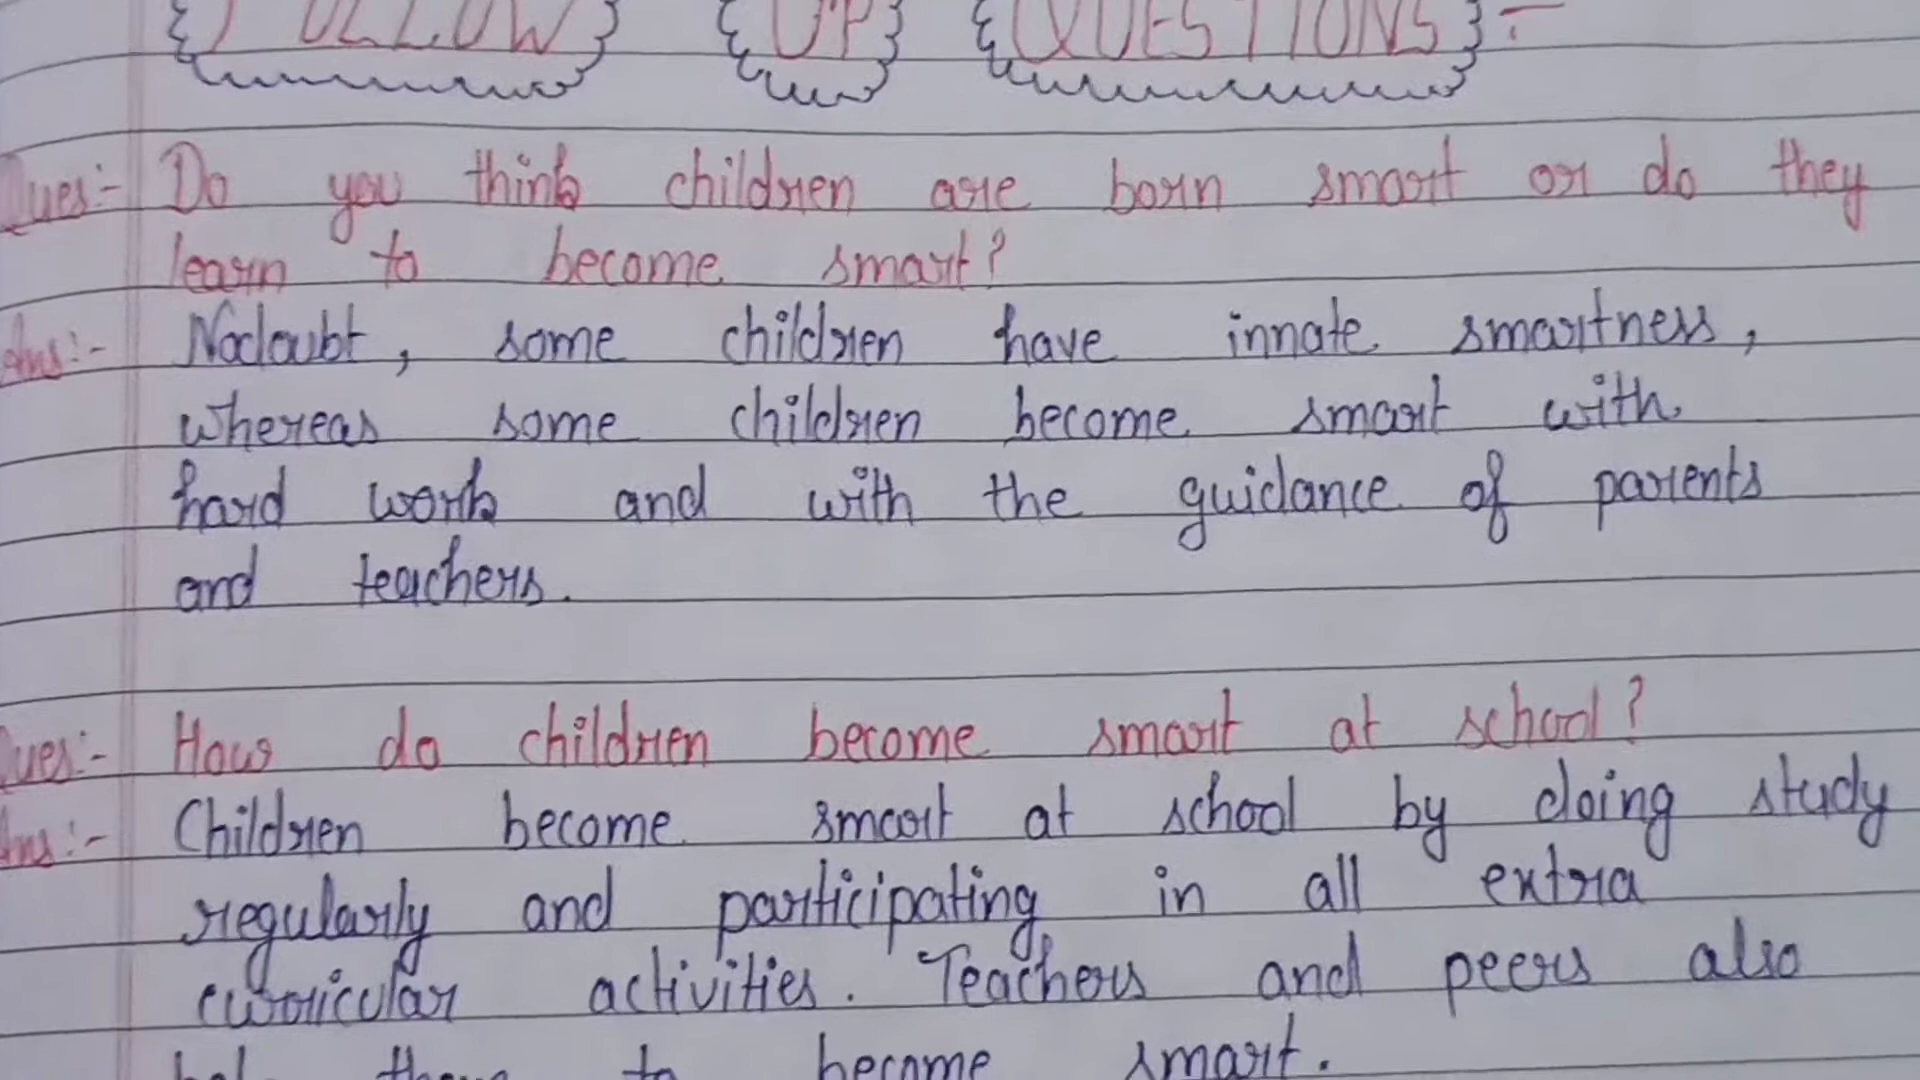 FOLLOW UP QUESTIONS:-
Ques:- Do you think children are born smart or do they
learn to become smart?
Ans:- Nodoubt, some children have innate smartness,
whereas some children become smart with
hard work and with the guidance of parents
and teachers.
Ques:- How do children become smart at school?
Ans:- Children become smart at school by doing study
regularly and participating in all extra
curricular activities. Teachers and peers also
help them to become smart.